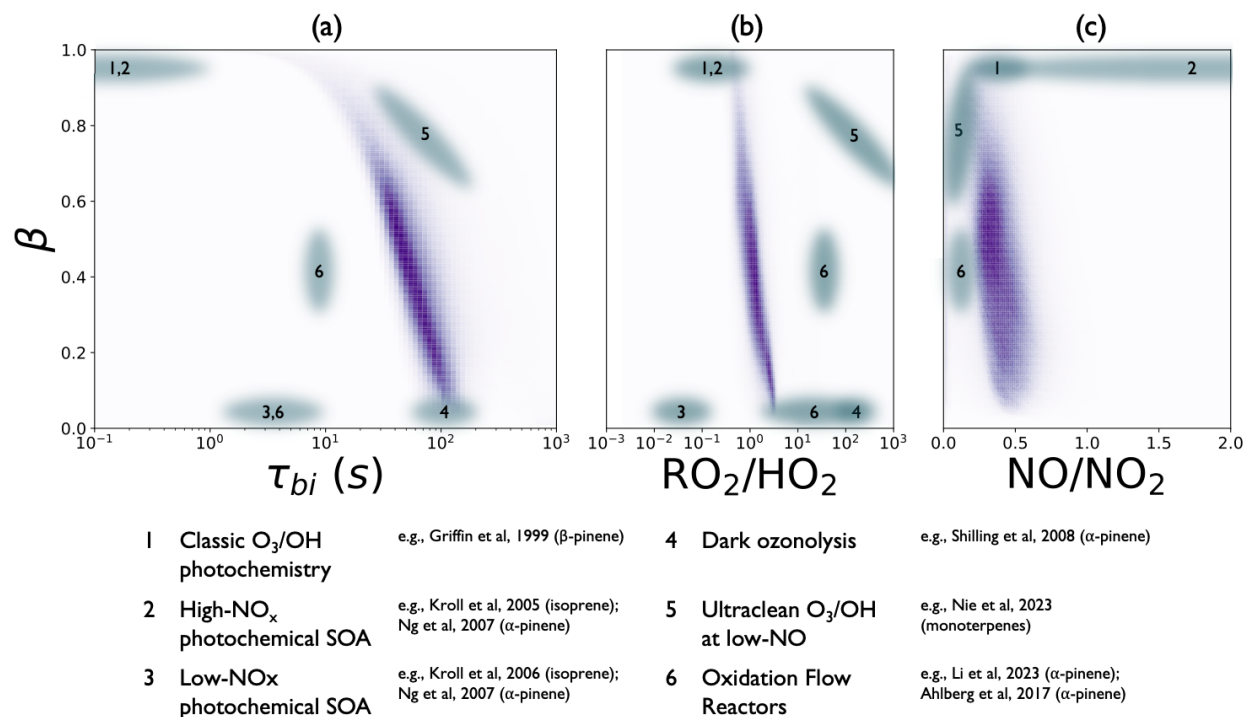 (a)
(b)
(c)
1.0
0.8
0.6
0.4
0.2
0.0
β
1,2
5
6
3,6
4
10⁻¹
10⁰
10¹
10²
10³
τ_bi (s)
1,2
5
6
3
6
4
10⁻³
10⁻²
10⁻¹
10⁰
10¹
10²
10³
RO₂/HO₂
1
2
5
6
0.0
0.5
1.0
1.5
2.0
NO/NO₂
1 Classic O₃/OH
photochemistry
e.g., Griffin et al, 1999 (β-pinene)
2 High-NOₓ
photochemical SOA
e.g., Kroll et al, 2005 (isoprene);
Ng et al, 2007 (α-pinene)
3 Low-NOx
photochemical SOA
e.g., Kroll et al, 2006 (isoprene);
Ng et al, 2007 (α-pinene)
4 Dark ozonolysis
e.g., Shilling et al, 2008 (α-pinene)
5 Ultraclean O₃/OH
at low-NO
e.g., Nie et al, 2023
(monoterpenes)
6 Oxidation Flow
Reactors
e.g., Li et al, 2023 (α-pinene);
Ahlberg et al, 2017 (α-pinene)